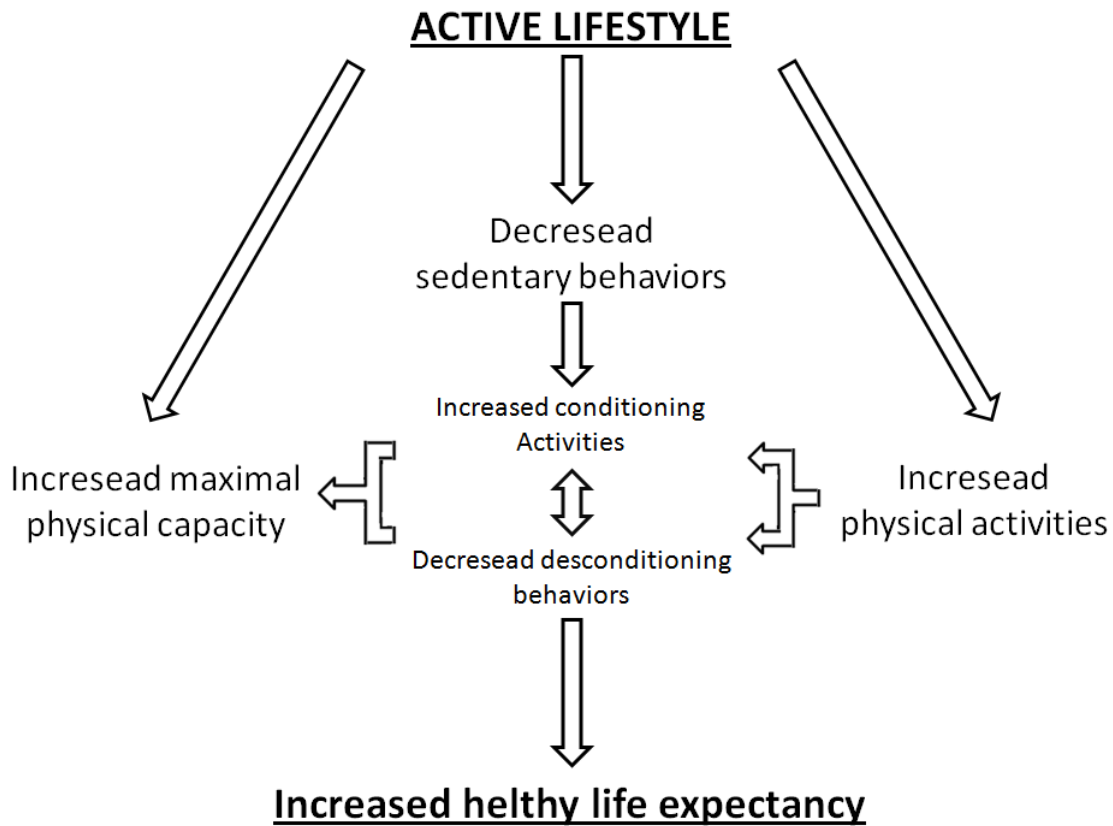 ACTIVE LIFESTYLE
Decresead
sedentary behaviors
Increased conditioning
Activities
Incresead maximal
physical capacity
Incresead
physical activities
Decresead desconditioning
behaviors
Increased helthy life expectancy